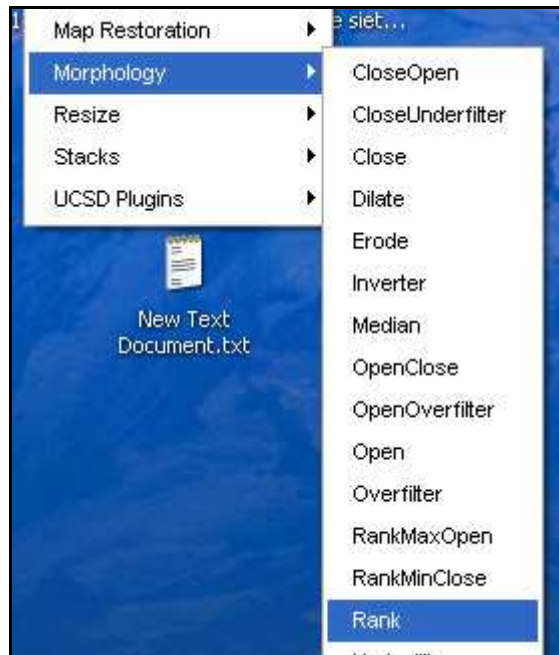 e siet...
Map Restoration
Morphology
Resize
Stacks
UCSD Plugins
New Text
Document.txt
CloseOpen
CloseUnderfilter
Close
Dilate
Erode
Inverter
Median
OpenClose
OpenOverfilter
Open
Overfilter
RankMaxOpen
RankMinClose
Rank